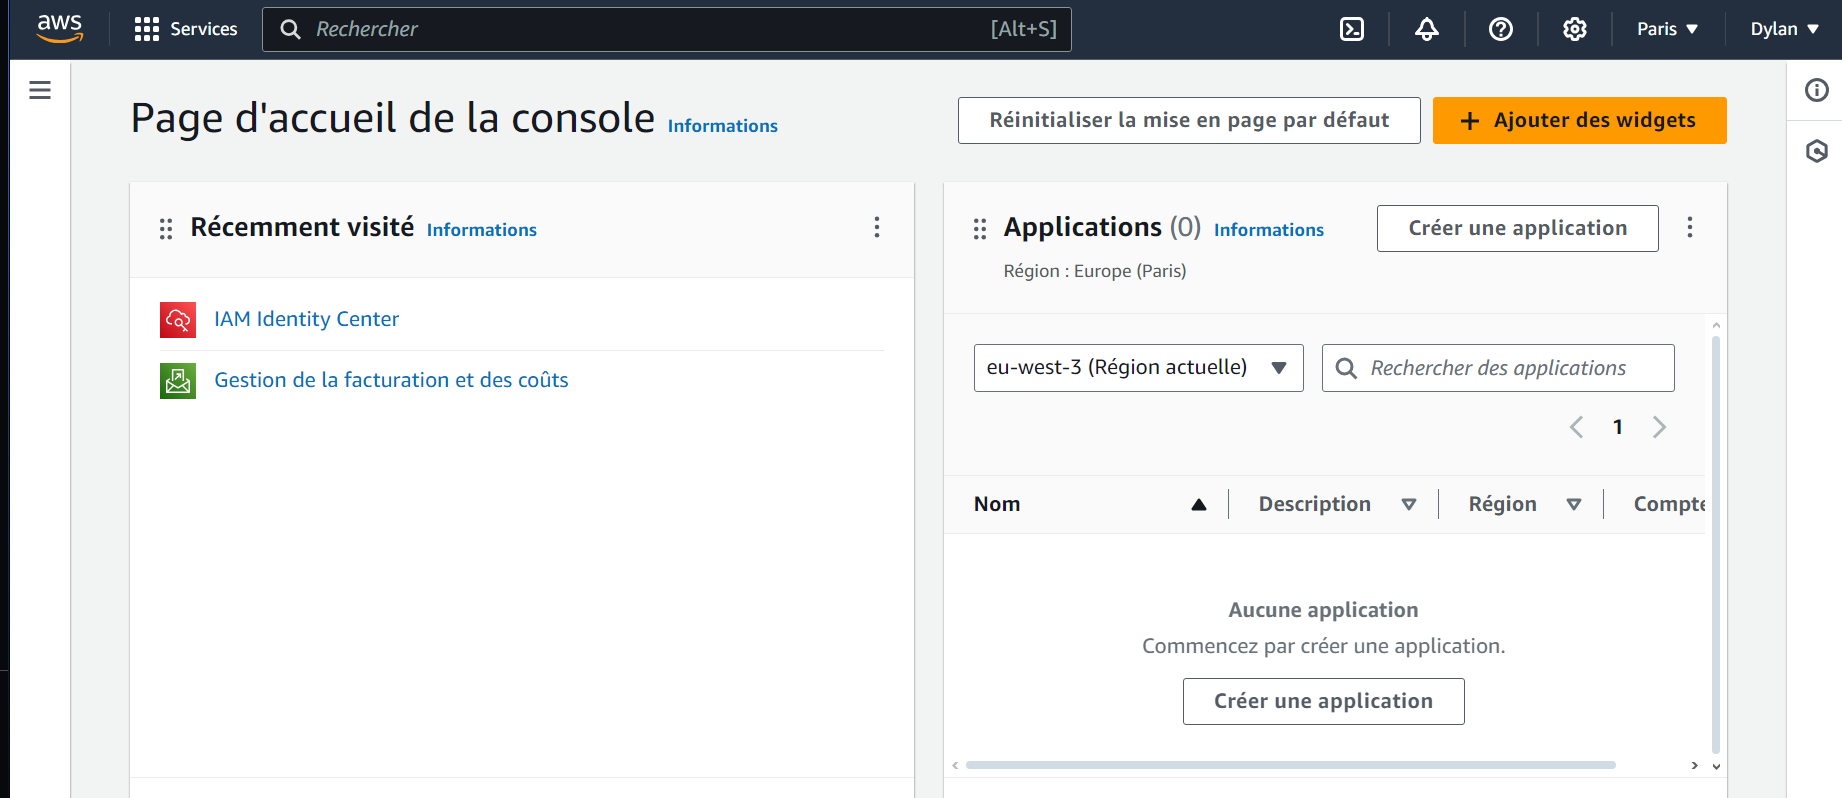 aws
Services
Rechercher [Alt+S]
Paris
Dylan
Page d'accueil de la console Informations
Réinitialiser la mise en page par défaut
Ajouter des widgets
Récemment visité Informations
IAM Identity Center
Gestion de la facturation et des coûts
Applications (0) Informations
Créer une application
Région : Europe (Paris)
eu-west-3 (Région actuelle)
Rechercher des applications
1
Nom Description Région Compte
Aucune application
Commencez par créer une application.
Créer une application